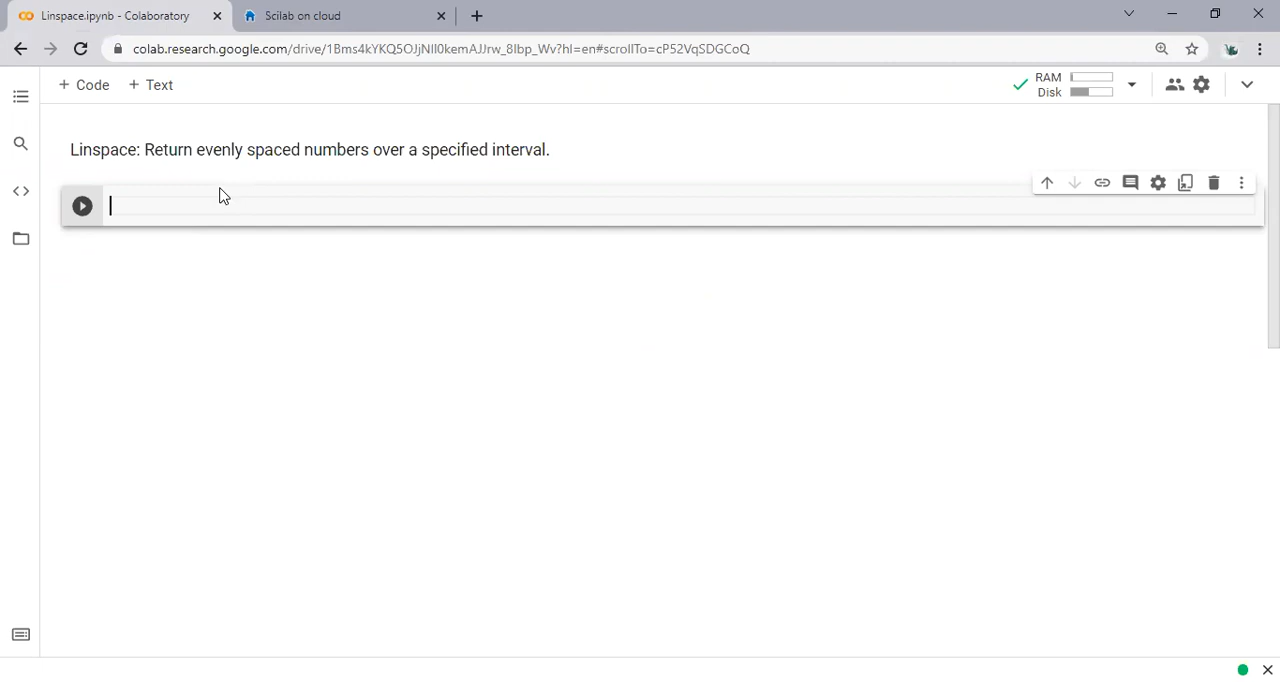 Linspace.ipynb - Colaboratory
Scilab on cloud
colab.research.google.com/drive/1Bms4kYKQ5OJjNIl0kemAJJrw_8Ibp_Wv?hl=en#scrollTo=cP52VqSDGCoQ
+ Code + Text
RAM
Disk
Linspace: Return evenly spaced numbers over a specified interval.